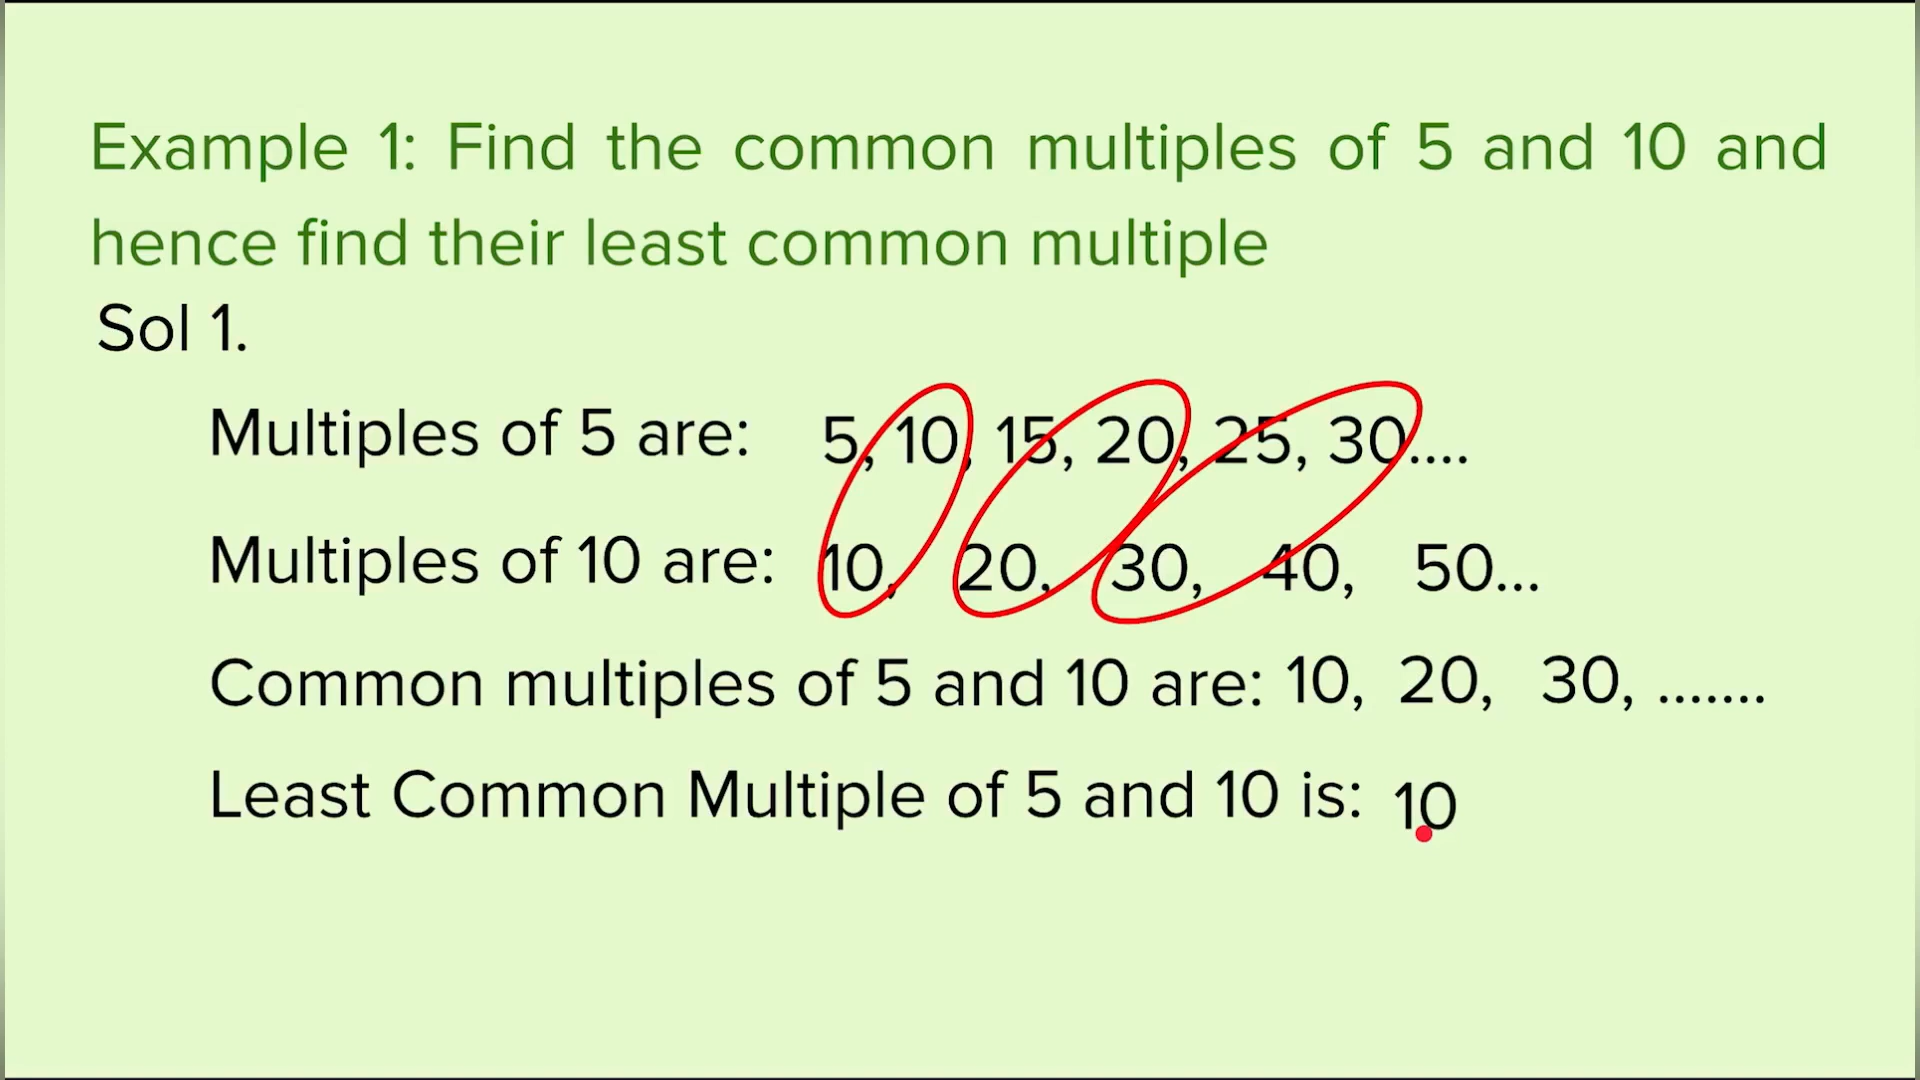 Example 1: Find the common multiples of 5 and 10 and
hence find their least common multiple
Sol 1.
Multiples of 5 are: 5, 10, 15, 20, 25, 30....
Multiples of 10 are: 10, 20, 30, 40, 50...
Common multiples of 5 and 10 are: 10, 20, 30, .......
Least Common Multiple of 5 and 10 is: 10